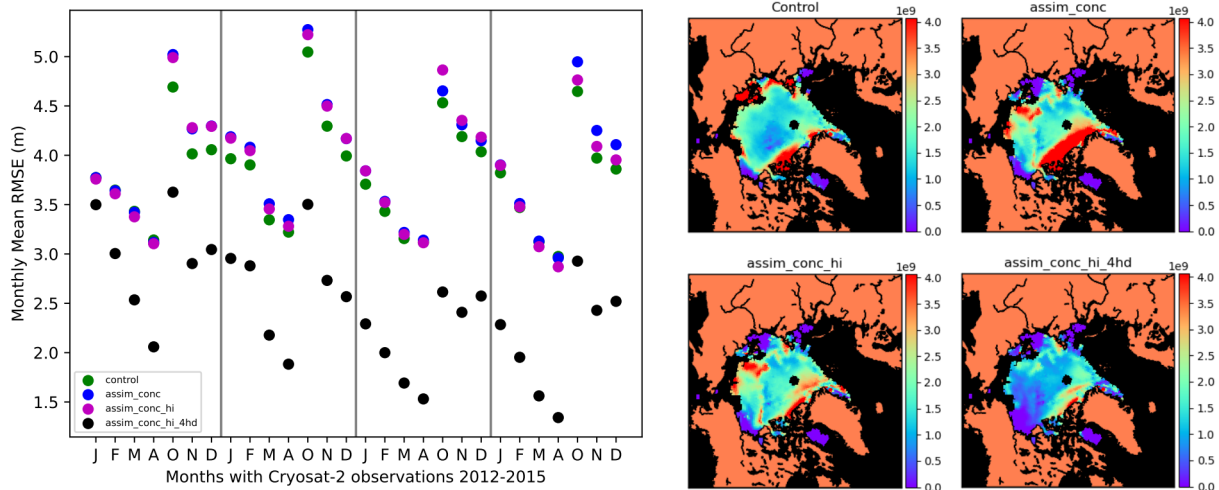 Monthly Mean RMSE (m)
5.0
4.5
4.0
3.5
3.0
2.5
2.0
1.5
control
assim_conc
assim_conc_hi
assim_conc_hi_4hd
J F M A O N D J F M A O N D J F M A O N D J F M A O N D
Months with Cryosat-2 observations 2012-2015
Control
1e9
4.0
3.5
3.0
2.5
2.0
1.5
1.0
0.5
0.0
assim_conc
1e9
4.0
3.5
3.0
2.5
2.0
1.5
1.0
0.5
0.0
assim_conc_hi
1e9
4.0
3.5
3.0
2.5
2.0
1.5
1.0
0.5
0.0
assim_conc_hi_4hd
1e9
4.0
3.5
3.0
2.5
2.0
1.5
1.0
0.5
0.0